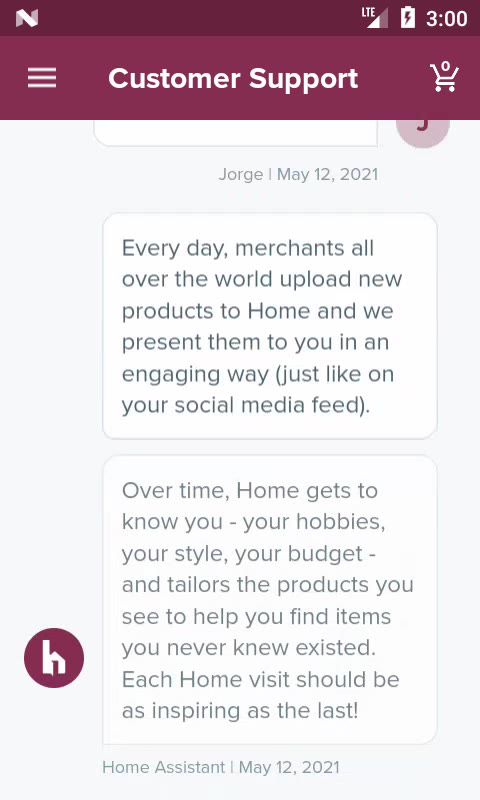 LTE 3:00
Customer Support
0
J
Jorge | May 12, 2021
Every day, merchants all
over the world upload new
products to Home and we
present them to you in an
engaging way (just like on
your social media feed).
Over time, Home gets to
know you - your hobbies,
your style, your budget -
and tailors the products you
see to help you find items
you never knew existed.
Each Home visit should be
as inspiring as the last!
h
Home Assistant | May 12, 2021